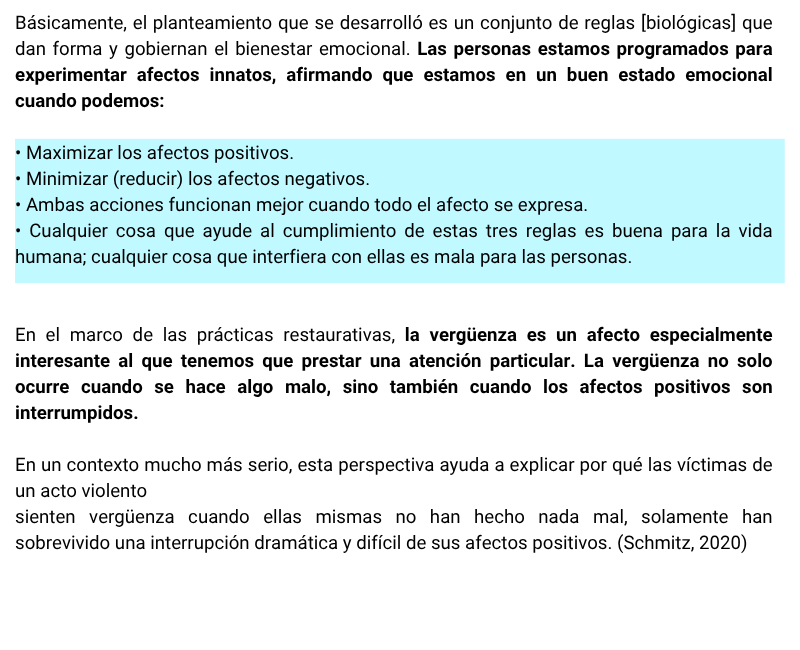 Básicamente, el planteamiento que se desarrolló es un conjunto de reglas [biológicas] que
dan forma y gobiernan el bienestar emocional. Las personas estamos programados para
experimentar afectos innatos, afirmando que estamos en un buen estado emocional
cuando podemos:
• Maximizar los afectos positivos.
• Minimizar (reducir) los afectos negativos.
• Ambas acciones funcionan mejor cuando todo el afecto se expresa.
• Cualquier cosa que ayude al cumplimiento de estas tres reglas es buena para la vida
humana; cualquier cosa que interfiera con ellas es mala para las personas.
En el marco de las prácticas restaurativas, la vergüenza es un afecto especialmente
interesante al que tenemos que prestar una atención particular. La vergüenza no solo
ocurre cuando se hace algo malo, sino también cuando los afectos positivos son
interrumpidos.
En un contexto mucho más serio, esta perspectiva ayuda a explicar por qué las víctimas de
un acto violento
sienten vergüenza cuando ellas mismas no han hecho nada mal, solamente han
sobrevivido una interrupción dramática y difícil de sus afectos positivos. (Schmitz, 2020)